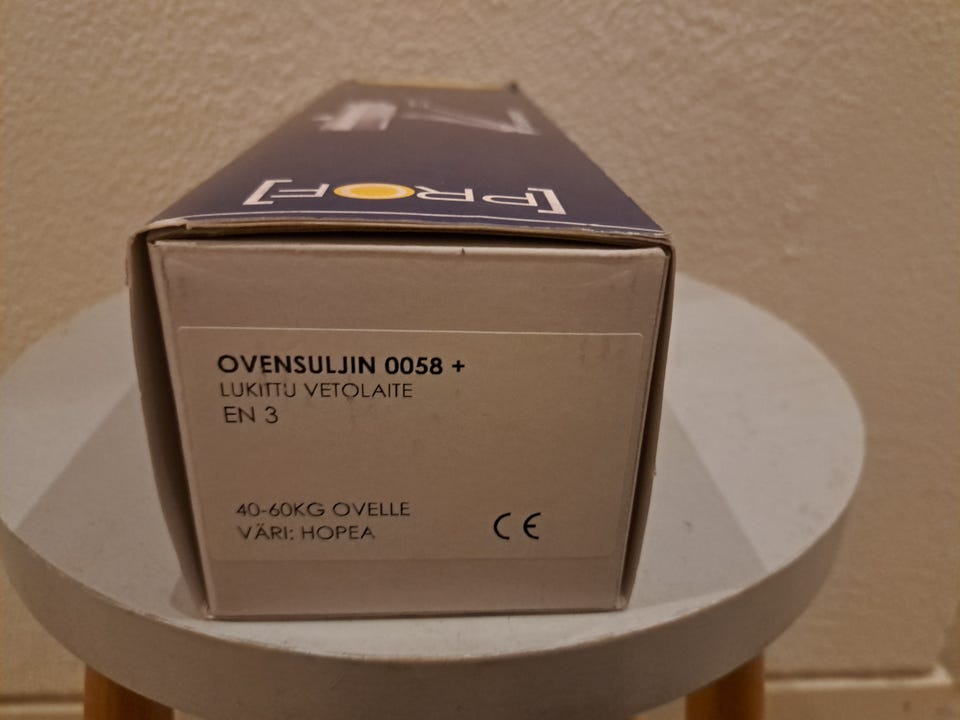 [PROF]
OVENSULJIN 0058 +
LUKITTU VETOLAITE
EN 3
40-60KG OVELLE
VÄRI: HOPEA
CE